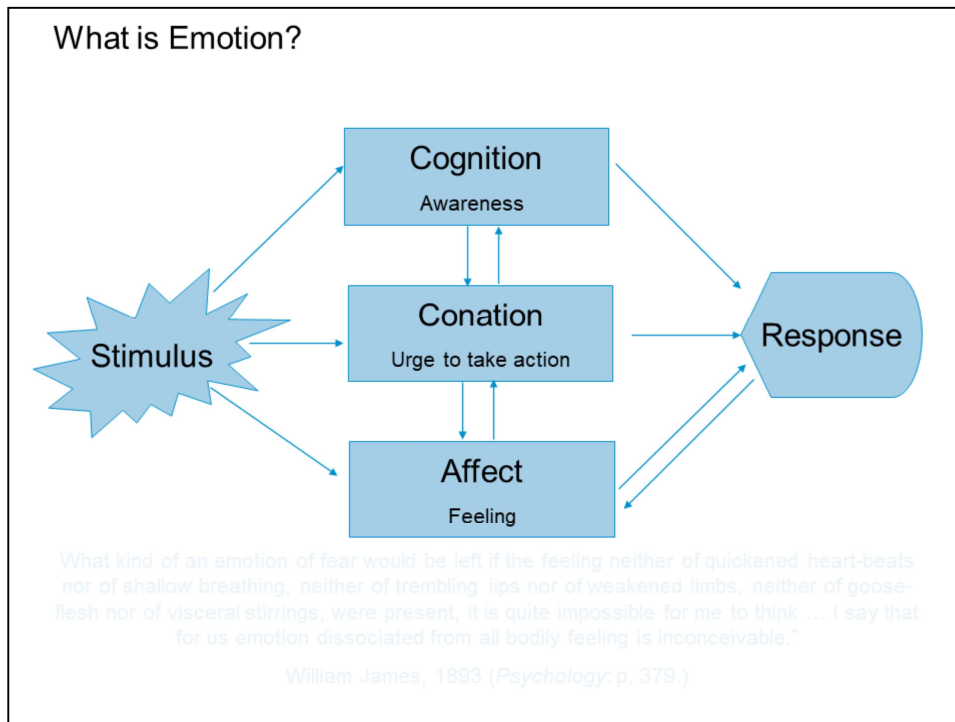 What is Emotion?
Cognition
Awareness
Stimulus
Conation
Urge to take action
Response
Affect
Feeling
What kind of an emotion of fear would be left if the feeling neither of quickened heart-beats
nor of shallow breathing, neither of trembling lips nor of weakened limbs, neither of goose-
flesh nor of visceral stirrings, were present, it is quite impossible for me to think … I say that
for us emotion dissociated from all bodily feeling is inconceivable.”
William James, 1893 (Psychology: p. 379.)